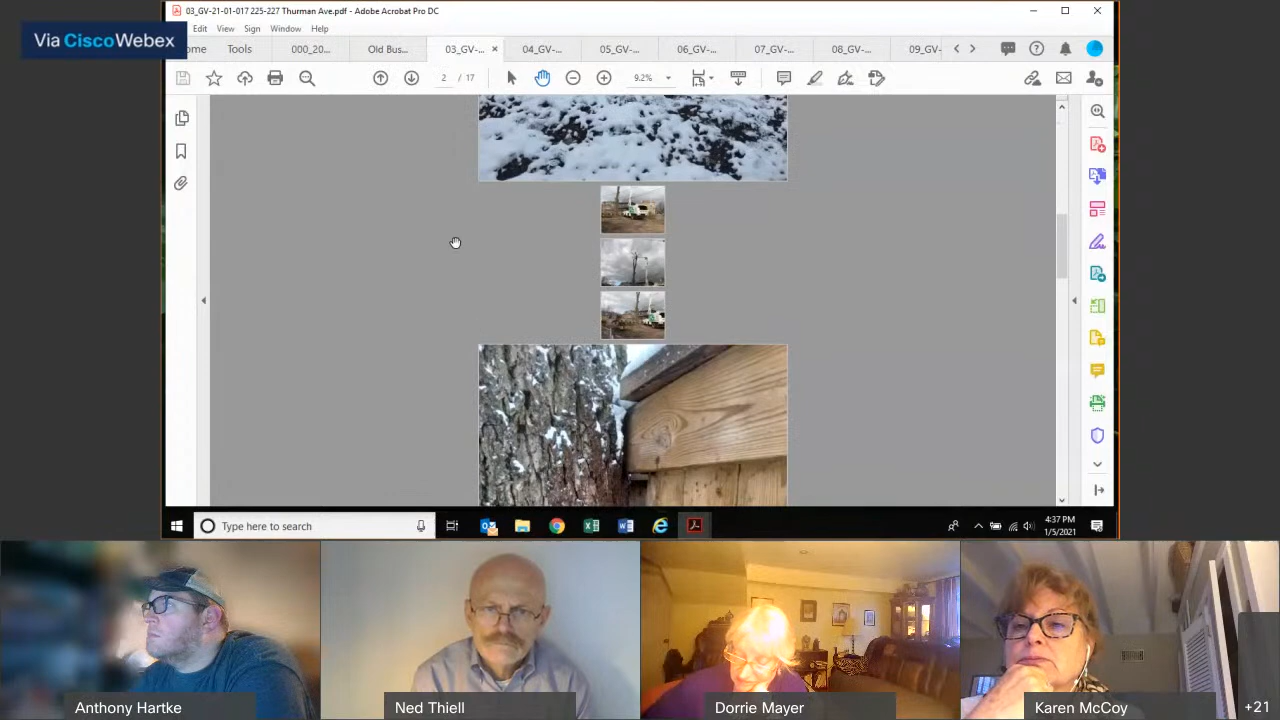 03_GV-21-01-017 225-227 Thurman Ave.pdf - Adobe Acrobat Pro DC
Via CiscoWebex
Edit View Sign Window Help
ome Tools 000_20... Old Bas... 03_GV-... 04_GV-... 05_GV-... 06_GV-... 07_GV-... 08_GV-... 09_GV-
2 / 17 9.2%
Type here to search
4:37 PM
1/5/2021
Anthony Hartke
Ned Thiell
Dorrie Mayer
Karen McCoy
+21